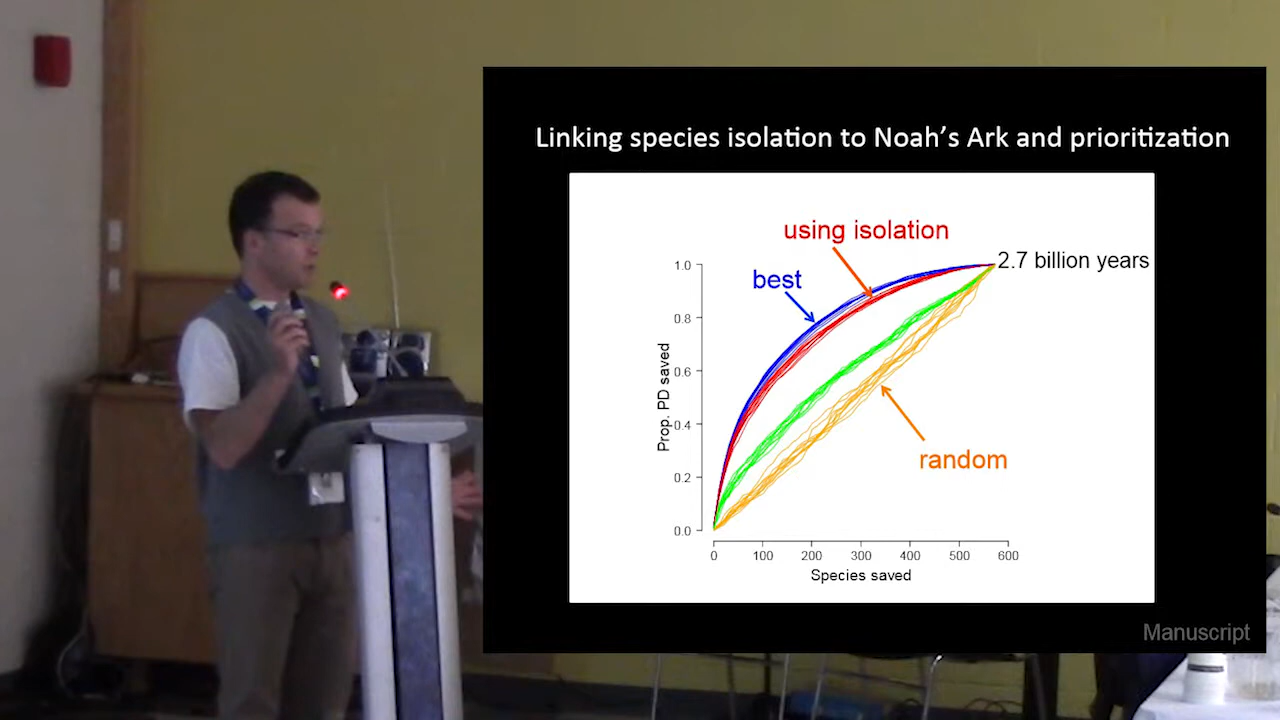 Linking species isolation to Noah's Ark and prioritization
using isolation
best
2.7 billion years
random
Prop. PD saved
1.0
0.8
0.6
0.4
0.2
0.0
0
100
200
300
400
500
600
Species saved
Manuscript